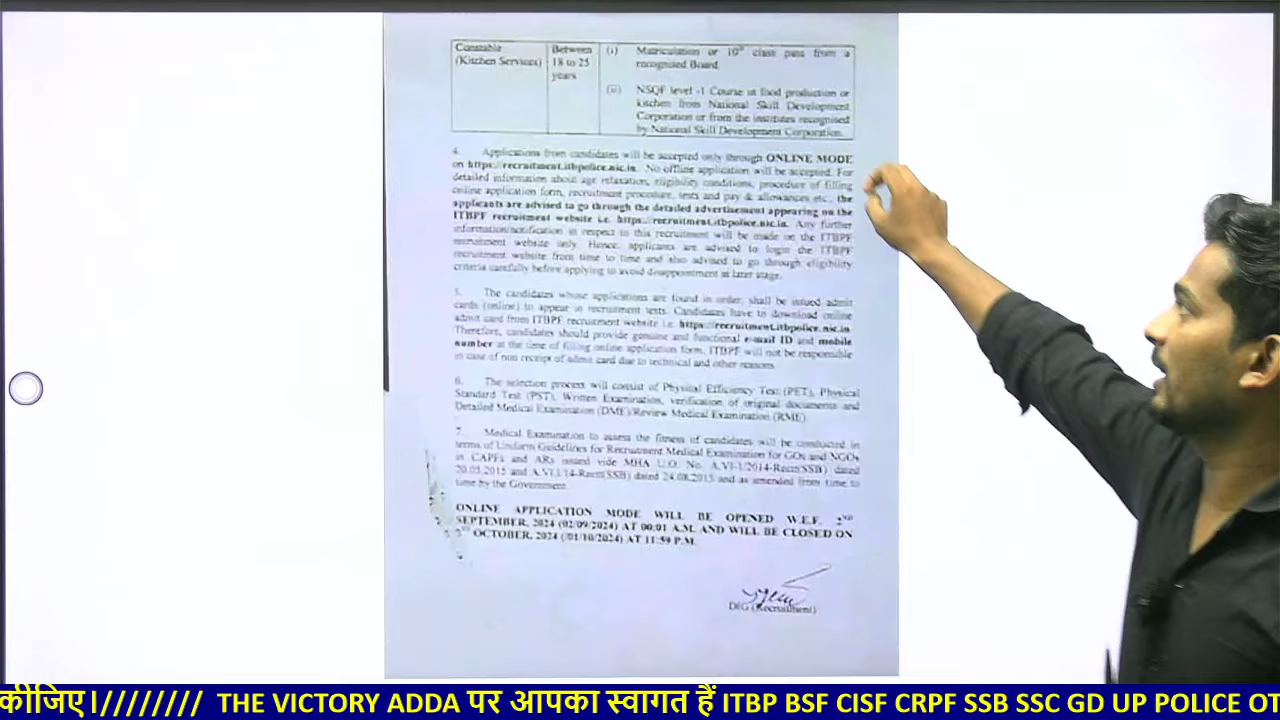 Constable Between (i) Matriculation or 10th class pass from a
(Kitchen Services) 18 to 25 recognised Board.
years
(ii) NSQF level -1 Course in food production or
kitchen from National Skill Development
Corporation or from the institutes recognised
by National Skill Development Corporation.
4. Applications from candidates will be accepted only through ONLINE MODE
on https://recruitment.itbpolice.nic.in. No offline application will be accepted. For
detailed information about age relaxation, eligibility conditions, procedure of filling
online application form, recruitment procedure, tests and pay & allowances etc., the
applicants are advised to go through the detailed advertisement appearing on the
ITBPF recruitment website i.e. https://recruitment.itbpolice.nic.in. Any further
information/notification in respect to this recruitment will be made on the ITBPF
recruitment website only. Hence, applicants are advised to login the ITBPF
recruitment website from time to time and also advised to go through eligibility
criteria carefully before applying to avoid disappointment at later stage.
5. The candidates whose applications are found in order, shall be issued admit
cards (online) to appear in recruitment tests. Candidates have to download online
admit card from ITBPF recruitment website i.e. https://recruitment.itbpolice.nic.in
Therefore, candidates should provide genuine and functional e-mail ID and mobile
number at the time of filling online application form. ITBPF will not be responsible
in case of non receipt of admit card due to technical and other reasons.
6. The selection process will consist of Physical Efficiency Test (PET), Physical
Standard Test (PST), Written Examination, verification of original documents and
Detailed Medical Examination (DME)/Review Medical Examination (RME)
7. Medical Examination to assess the fitness of candidates will be conducted in
terms of Uniform Guidelines for Recruitment Medical Examination for GOs and NGOs
in CAPFs and ARs issued vide MHA U.O. No. A.VI-1/2014-Rectt(SSB) dated
20.05.2015 and dated 24.08.2015 and as amended from time to
time by the Government.
ONLINE APPLICATION MODE WILL BE OPENED W.E.F. 2ND
SEPTEMBER, 2024 (02/09/2024) AT 00:01 A.M. AND WILL BE CLOSED ON
OCTOBER, 2024 (01/10/2024) AT 11:59 P.M.
DIG (Recruitment)
कीजिए।//////// THE VICTORY ADDA पर आपका स्वागत हैं ITBP BSF CISF CRPF SSB SSC GD UP POLICE OT